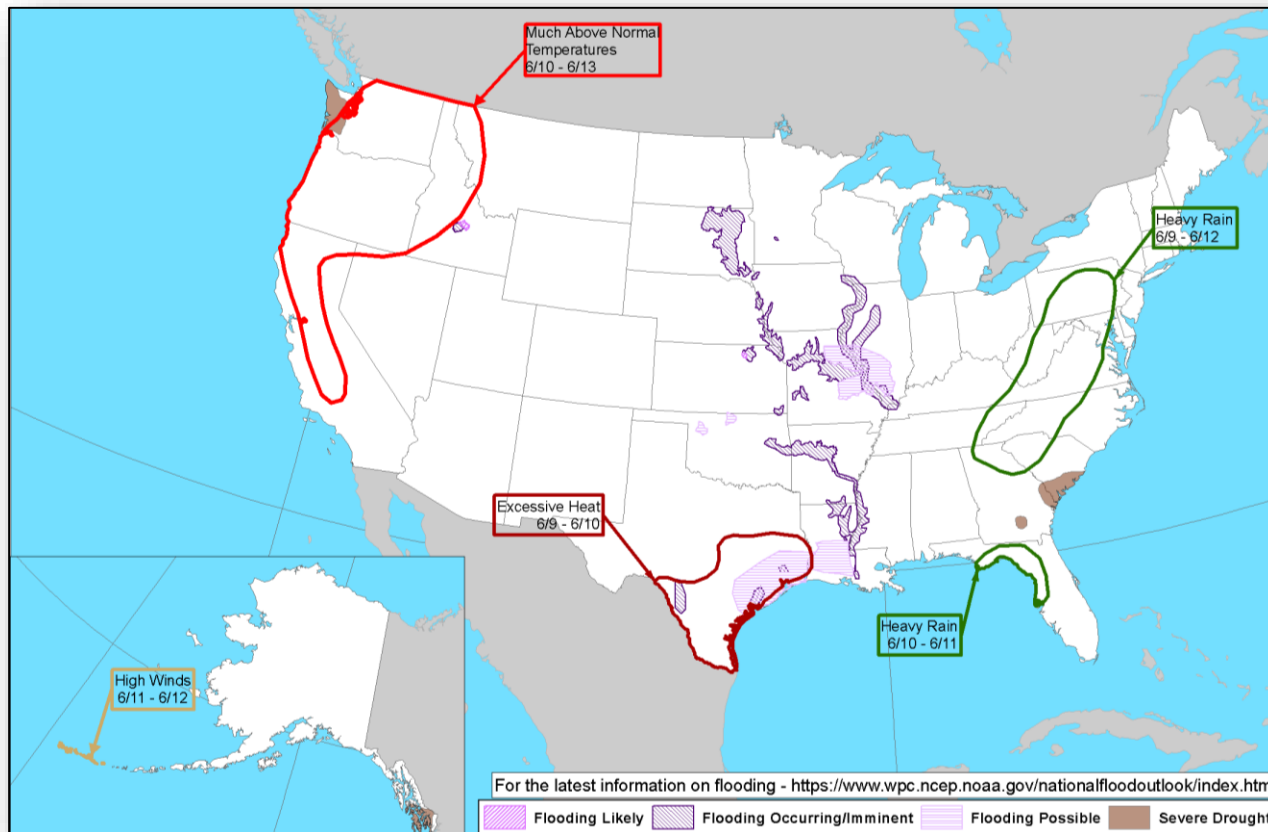 Much Above Normal
Temperatures
6/10 - 6/13
Heavy Rain
6/9 - 6/12
Excessive Heat
6/9 - 6/10
Heavy Rain
6/10 - 6/11
High Winds
6/11 - 6/12
For the latest information on flooding - https://www.wpc.ncep.noaa.gov/nationalfloodoutlook/index.htm
Flooding Likely
Flooding Occurring/Imminent
Flooding Possible
Severe Drought